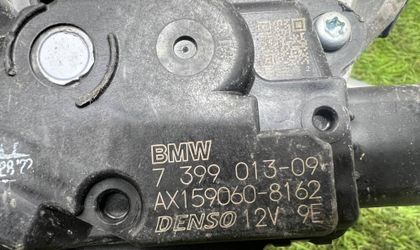 BMW
7 399 013-09
AX159060-8162
DENSO 12V 9E